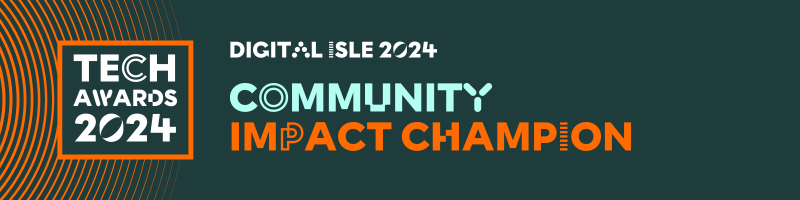 TECH
AWARDS
2024
DIGITAL ISLE 2024
COMMUNITY
IMPACT CHAMPION